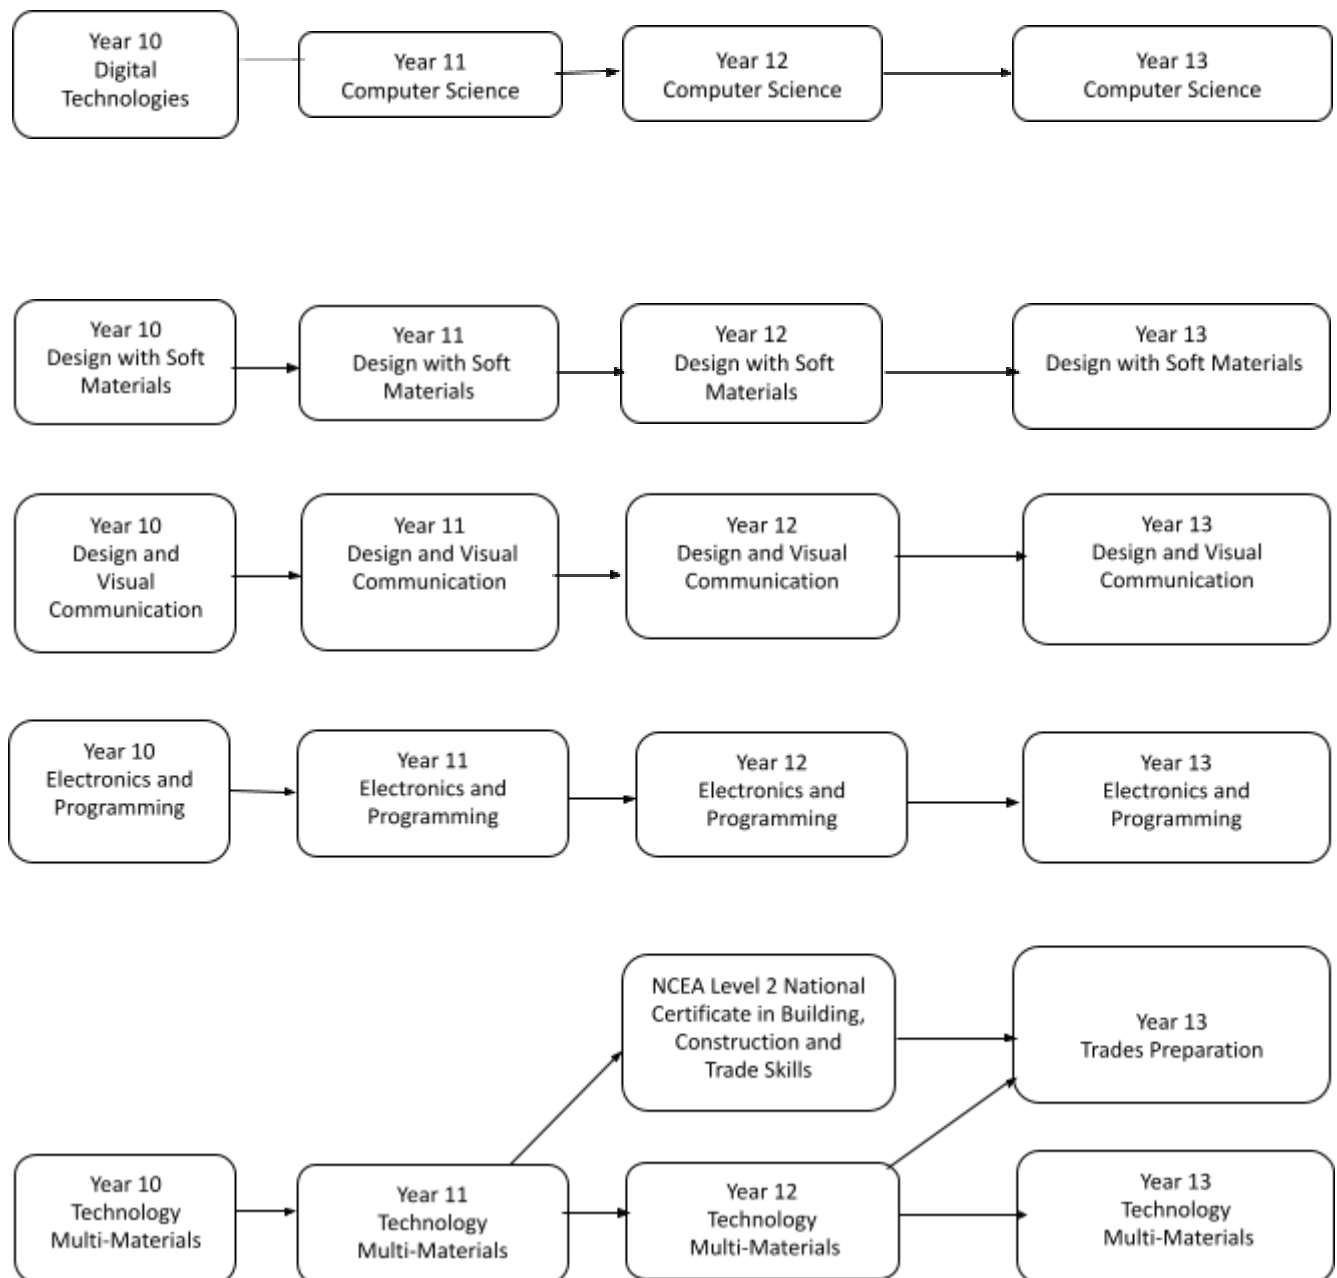 Year 10
Digital
Technologies
Year 11
Computer Science
Year 12
Computer Science
Year 13
Computer Science
Year 10
Design with Soft
Materials
Year 11
Design with Soft
Materials
Year 12
Design with Soft
Materials
Year 13
Design with Soft Materials
Year 10
Design and
Visual
Communication
Year 11
Design and Visual
Communication
Year 12
Design and Visual
Communication
Year 13
Design and Visual
Communication
Year 10
Electronics and
Programming
Year 11
Electronics and
Programming
Year 12
Electronics and
Programming
Year 13
Electronics and
Programming
NCEA Level 2 National
Certificate in Building,
Construction and
Trade Skills
Year 13
Trades Preparation
Year 10
Technology
Multi-Materials
Year 11
Technology
Multi-Materials
Year 12
Technology
Multi-Materials
Year 13
Technology
Multi-Materials